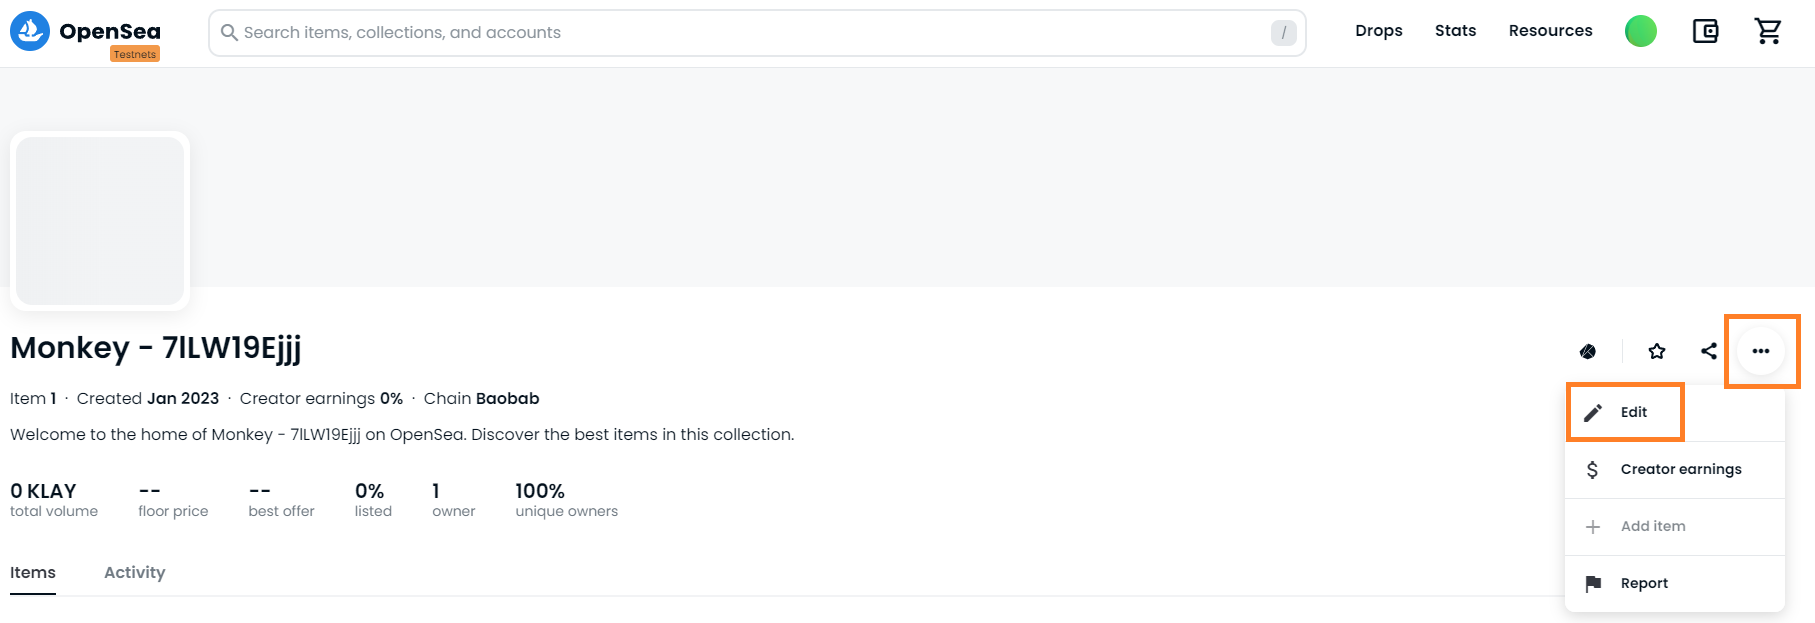 OpenSea
Testnets
Search items, collections, and accounts
/
Drops
Stats
Resources
Monkey - 7lLW19Ejjj
Item 1 · Created Jan 2023 · Creator earnings 0% · Chain Baobab
Welcome to the home of Monkey - 7lLW19Ejjj on OpenSea. Discover the best items in this collection.
0 KLAY
total volume
--
floor price
--
best offer
0%
listed
1
owner
100%
unique owners
Items
Activity
Edit
Creator earnings
Add item
Report